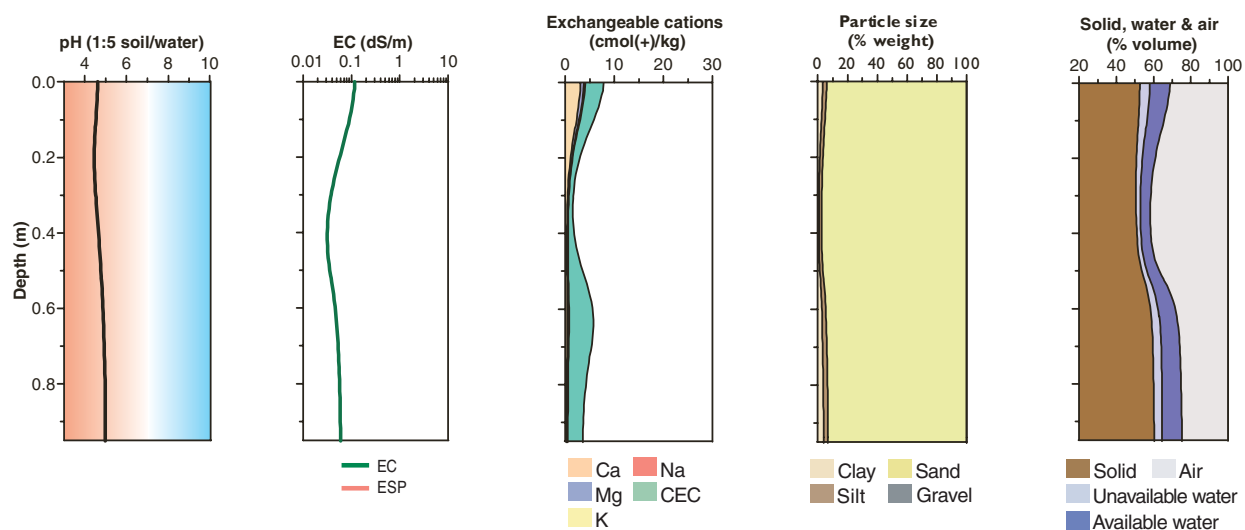 pH (1:5 soil/water)
4 6 8 10
EC (dS/m)
0.01 0.1 1 10
Exchangeable cations
(cmol(+)/kg)
0 10 20 30
Particle size
(% weight)
0 20 40 60 80 100
Solid, water & air
(% volume)
20 40 60 80 100
Depth (m)
0.0
0.2
0.4
0.6
0.8
EC
ESP
Ca Na
Mg CEC
K
Clay Sand
Silt Gravel
Solid Air
Unavailable water
Available water